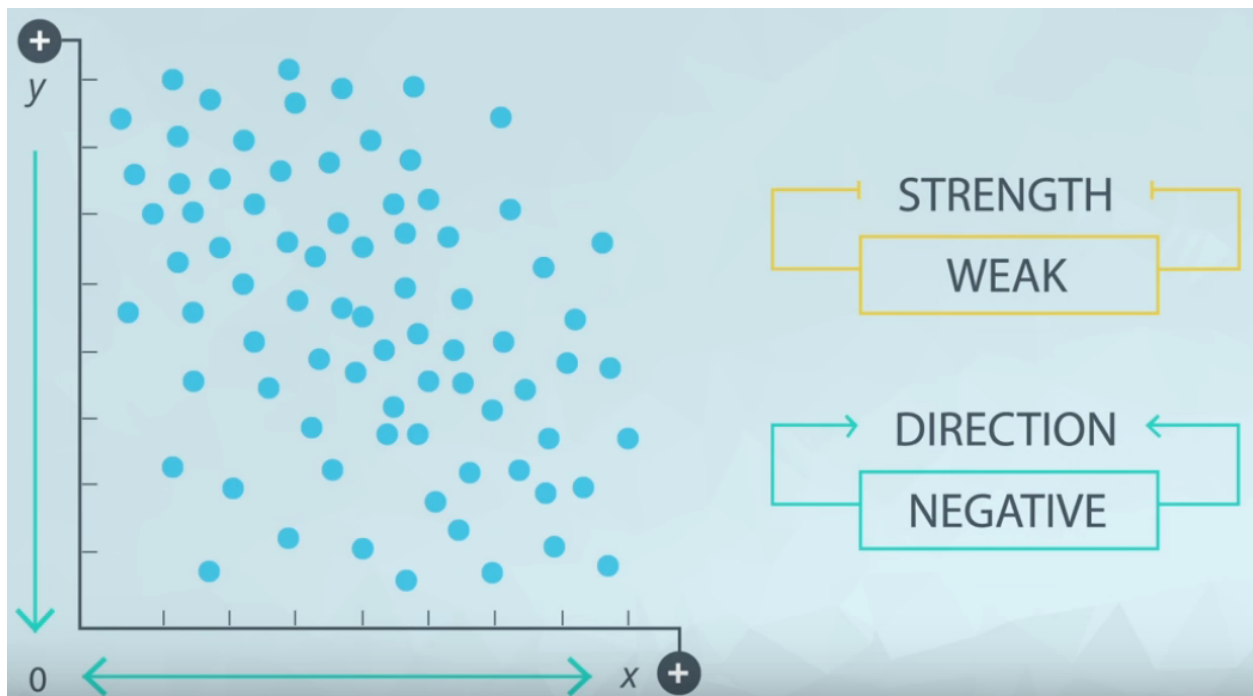 +
y
0
x
+
STRENGTH
WEAK
DIRECTION
NEGATIVE